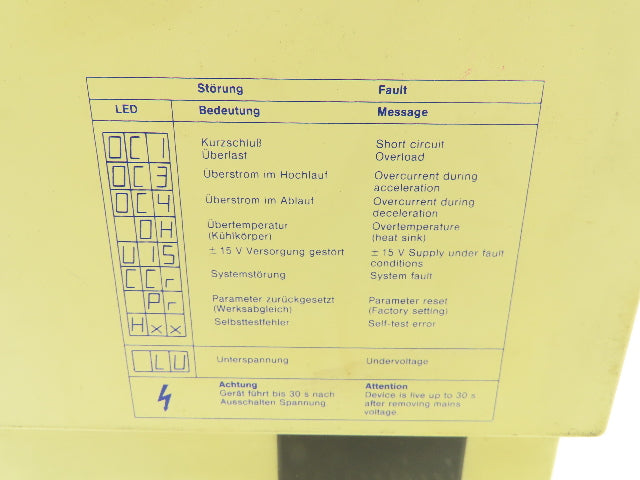 Störung Fault
LED Bedeutung Message
OC1 Kurzschluß Short circuit
Überlast Overload
OC3 Überstrom im Hochlauf Overcurrent during
acceleration
OC4 Überstrom im Ablauf Overcurrent during
deceleration
OH Übertemperatur Overtemperature
(Kühlkörper) (heat sink)
U15 ± 15 V Versorgung gestört ± 15 V Supply under fault
conditions
CCr Systemstörung System fault
Pr Parameter zurückgesetzt Parameter reset
(Werksabgleich) (Factory setting)
Hxx Selbsttestfehler Self-test error
LU Unterspannung Undervoltage
Achtung Attention
Gerät führt bis 30 s nach Device is live up to 30 s
Ausschalten Spannung. after removing mains
voltage.